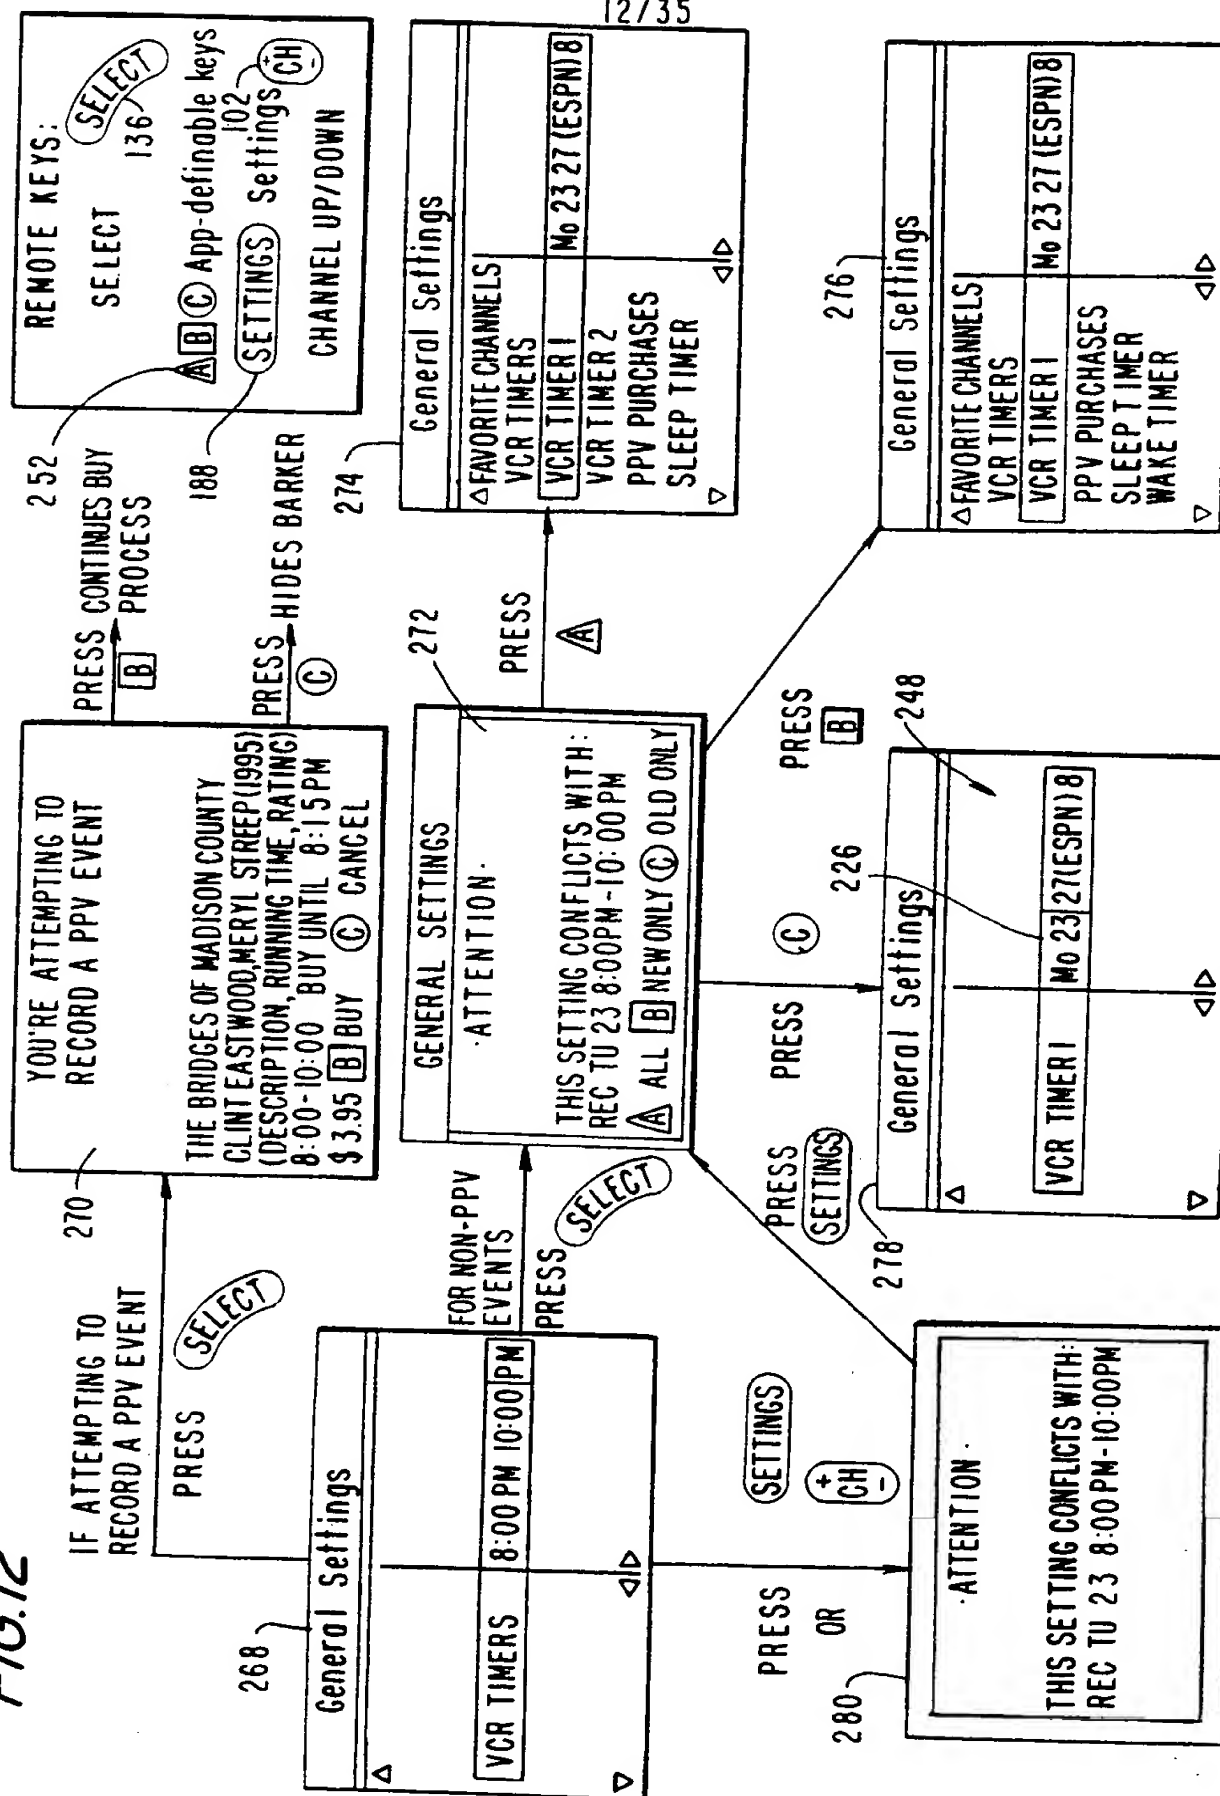 12/35
FIG.12
IF ATTEMPTING TO
RECORD A PPV EVENT
PRESS
SELECT
270
YOU'RE ATTEMPTING TO
RECORD A PPV EVENT
THE BRIDGES OF MADISON COUNTY
CLINT EASTWOOD, MERYL STREEP (1995)
(DESCRIPTION, RUNNING TIME, RATING)
8:00-10:00 BUY UNTIL 8:15PM
$3.95 B BUY C CANCEL
PRESS
B
CONTINUES BUY
PROCESS
PRESS
C
HIDES BARKER
REMOTE KEYS:
SELECT
SELECT
136
252
A B C App-definable keys
102
188
SETTINGS Settings
+
CH
-
CHANNEL UP/DOWN
268
General Settings
VCR TIMERS 8:00PM 10:00 PM
FOR NON-PPV
EVENTS
PRESS
SELECT
272
GENERAL SETTINGS
·ATTENTION·
THIS SETTING CONFLICTS WITH:
REC TU 23 8:00PM-10:00PM
A ALL B NEW ONLY C OLD ONLY
PRESS
A
274
General Settings
FAVORITE CHANNELS
VCR TIMERS
VCR TIMER 1 Mo 23 27 (ESPN) 8
VCR TIMER 2
PPV PURCHASES
SLEEP TIMER
PRESS
OR
SETTINGS
+
CH
-
280
·ATTENTION·
THIS SETTING CONFLICTS WITH:
REC TU 23 8:00PM-10:00PM
PRESS
SETTINGS
PRESS
C
278
General Settings
226
248
VCR TIMER 1 Mo 23 27(ESPN) 8
PRESS
B
276
General Settings
FAVORITE CHANNELS
VCR TIMERS
VCR TIMER 1 Mo 23 27 (ESPN) 8
PPV PURCHASES
SLEEP TIMER
WAKE TIMER